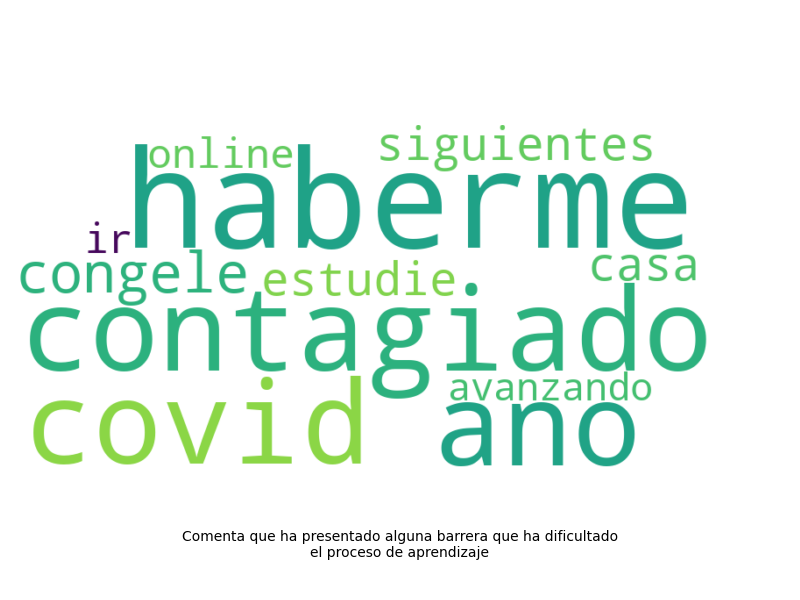 online siguientes
haberme
ir
congele estudie casa
contagiado
avanzando
covid ano
Comenta que ha presentado alguna barrera que ha dificultado
el proceso de aprendizaje